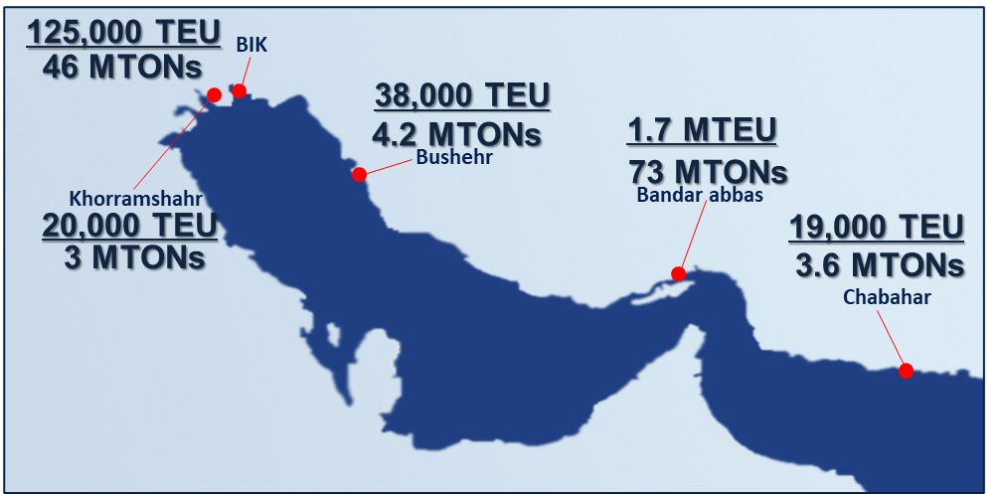 125,000 TEU
46 MTONs
BIK
38,000 TEU
4.2 MTONs
Bushehr
1.7 MTEU
73 MTONs
Bandar abbas
Khorramshahr
20,000 TEU
3 MTONs
19,000 TEU
3.6 MTONs
Chabahar